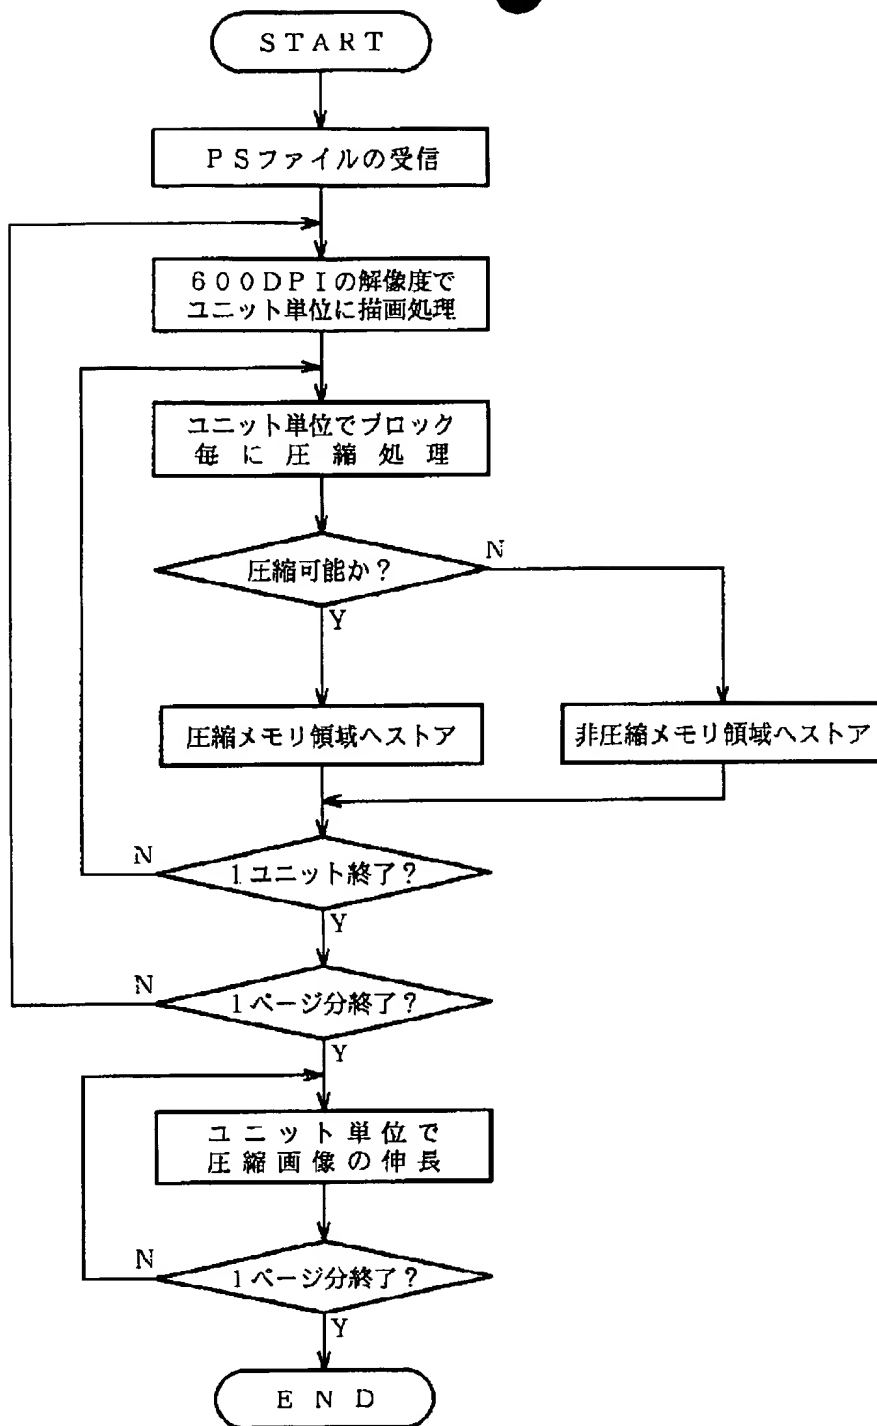 ＳＴＡＲＴ
ＰＳファイルの受信
６００ＤＰＩの解像度で
ユニット単位に描画処理
ユニット単位でブロック
毎に圧縮処理
圧縮可能か？
N
Y
圧縮メモリ領域へストア
非圧縮メモリ領域へストア
N
1ユニット終了？
Y
N
1ページ分終了？
Y
ユニット単位で
圧縮画像の伸長
N
1ページ分終了？
Y
ＥＮＤ